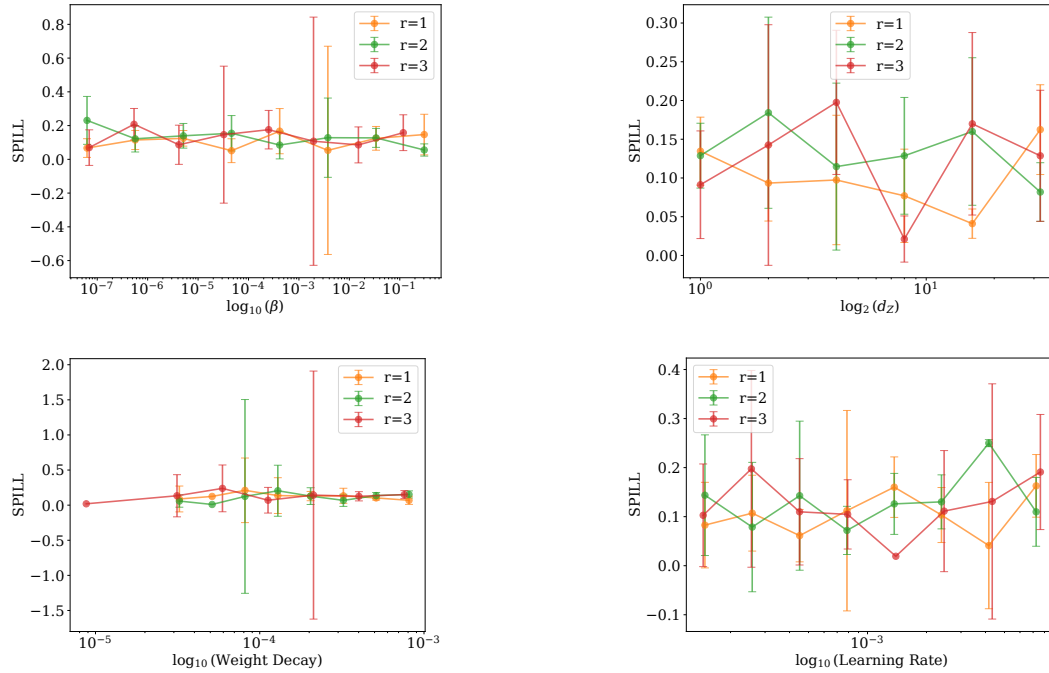 0.8
0.6
0.4
0.2
0.0
−0.2
−0.4
−0.6
SPILL
10⁻⁷
10⁻⁶
10⁻⁵
10⁻⁴
10⁻³
10⁻²
10⁻¹
log₁₀(β)
r=1
r=2
r=3
0.30
0.25
0.20
0.15
0.10
0.05
0.00
SPILL
10⁰
10¹
log₂(d_Z)
r=1
r=2
r=3
2.0
1.5
1.0
0.5
0.0
−0.5
−1.0
−1.5
SPILL
10⁻⁵
10⁻⁴
10⁻³
log₁₀(Weight Decay)
r=1
r=2
r=3
0.4
0.3
0.2
0.1
0.0
−0.1
SPILL
10⁻³
log₁₀(Learning Rate)
r=1
r=2
r=3